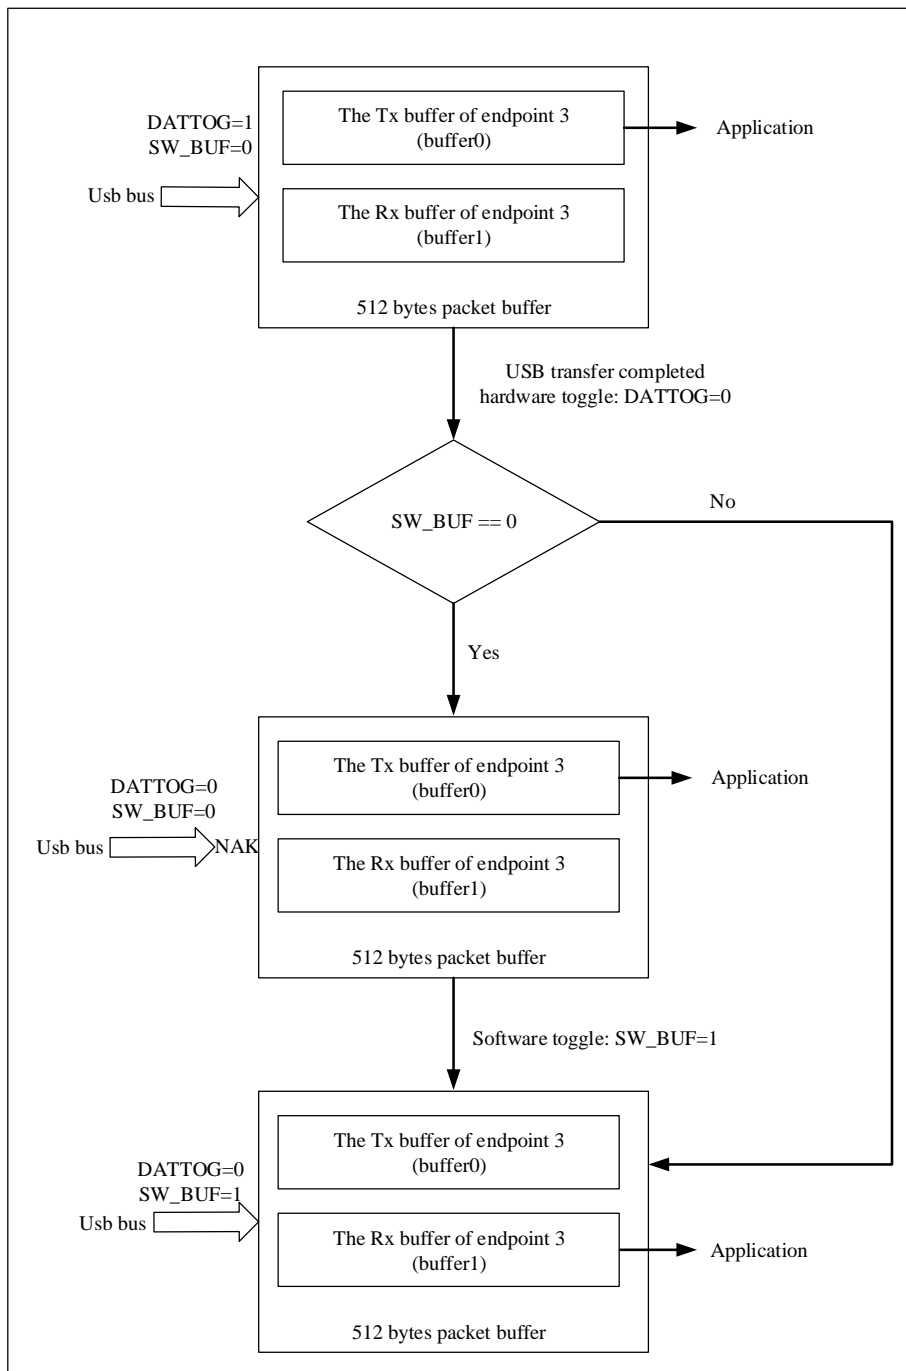 DATTOG=1
SW_BUF=0
Usb bus
The Tx buffer of endpoint 3
(buffer0)
Application
The Rx buffer of endpoint 3
(buffer1)
512 bytes packet buffer
USB transfer completed
hardware toggle: DATTOG=0
SW_BUF == 0
No
Yes
DATTOG=0
SW_BUF=0
Usb bus
NAK
The Tx buffer of endpoint 3
(buffer0)
Application
The Rx buffer of endpoint 3
(buffer1)
512 bytes packet buffer
Software toggle: SW_BUF=1
DATTOG=0
SW_BUF=1
Usb bus
The Tx buffer of endpoint 3
(buffer0)
The Rx buffer of endpoint 3
(buffer1)
Application
512 bytes packet buffer